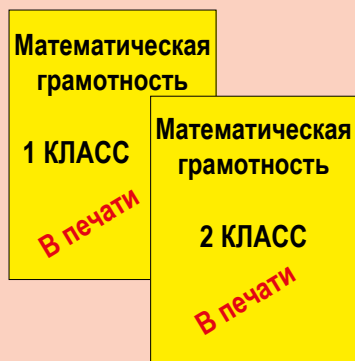 Математическая
грамотность
1 КЛАСС
В печати
Математическая
грамотность
2 КЛАСС
В печати